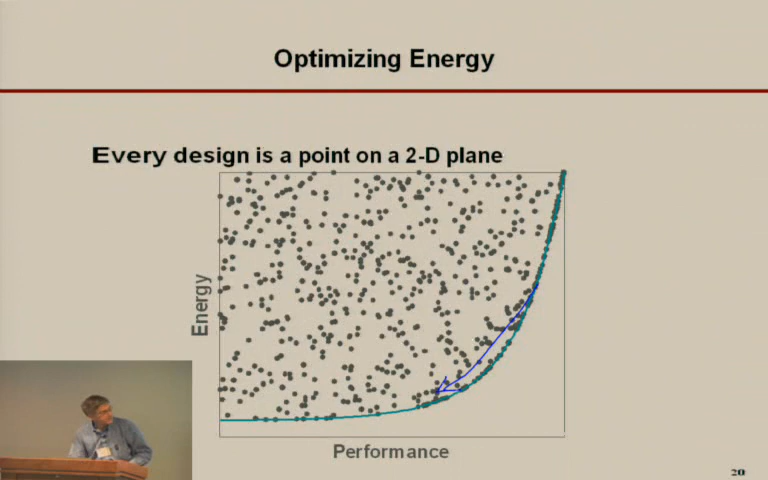 Optimizing Energy
Every design is a point on a 2-D plane
Energy
Performance
20